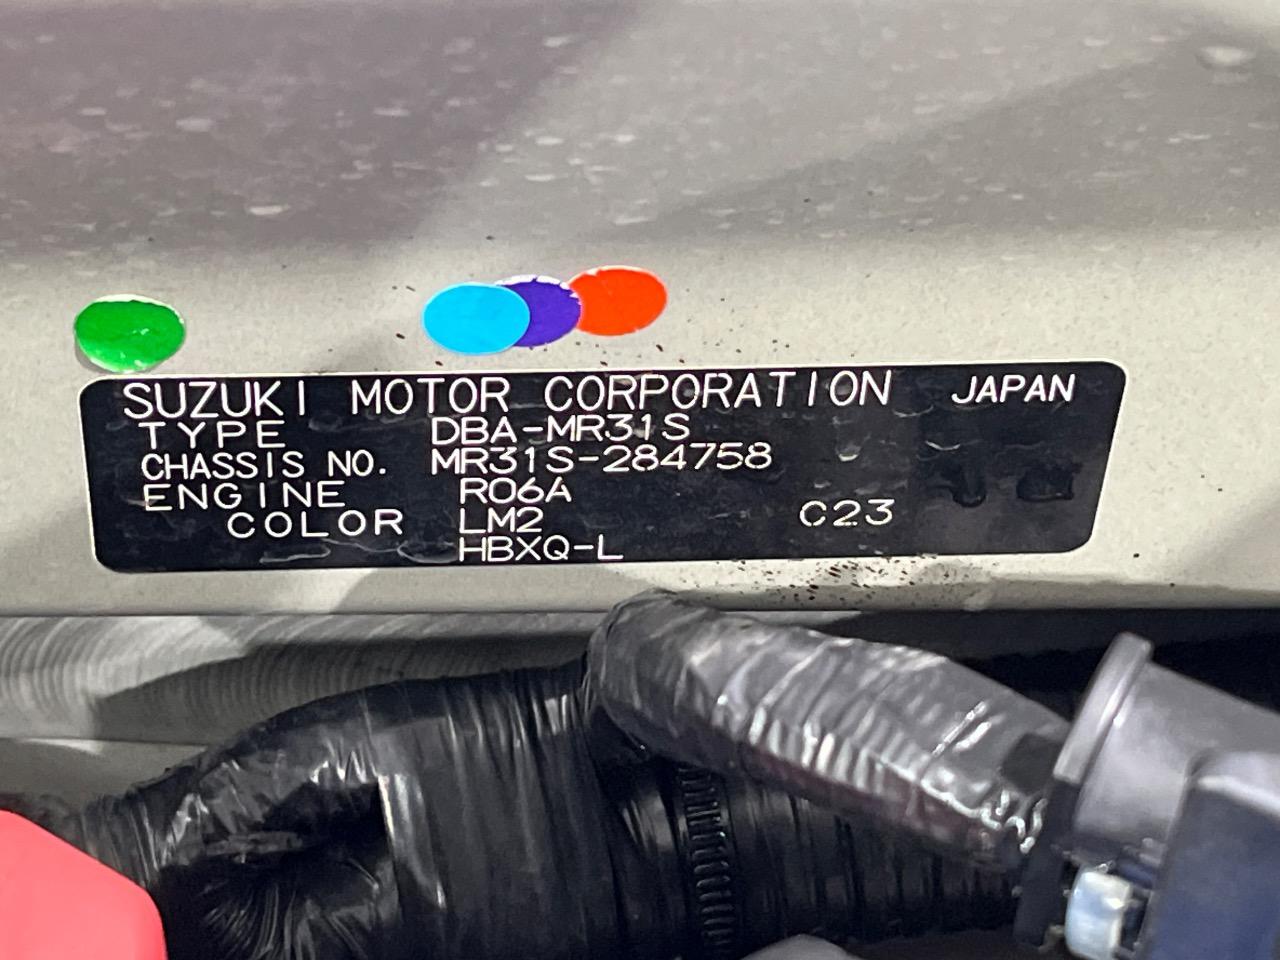 SUZUKI MOTOR CORPORATION JAPAN
TYPE DBA-MR31S
CHASSIS NO. MR31S-284758
ENGINE R06A
COLOR LM2 C23
HBXQ-L